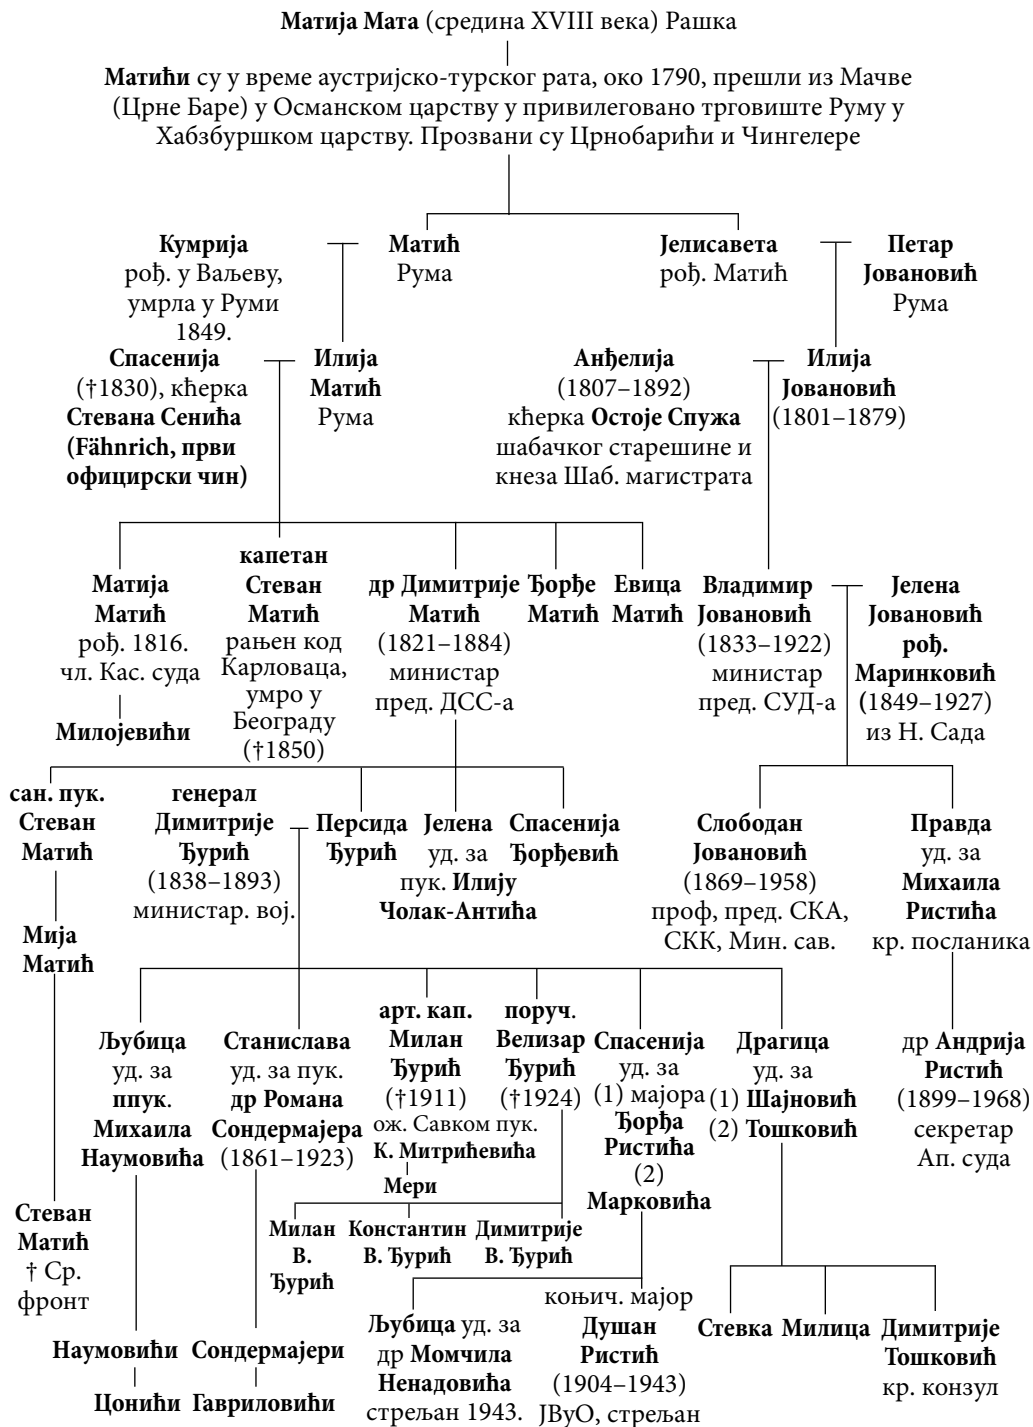 Матија Мата (средина XVIII века) Рашка
Матићи су у време аустријско-турског рата, око 1790, прешли из Мачве
(Црне Баре) у Османском царству у привилеговано трговиште Руму у
Хабзбуршком царству. Прозвани су Црнобарићи и Чингелере
Кумрија
рођ. у Ваљеву,
умрла у Руми
1849.
Матић
Рума
Јелисавета
рођ. Матић
Петар
Јовановић
Рума
Спасенија
(†1830), кћерка
Стевана Сенића
(Fähnrich, први
официрски чин)
Илија
Матић
Рума
Анђелија
(1807–1892)
кћерка Остоје Спужа
шабачког старешине и
кнеза Шаб. магистрата
Илија
Јовановић
(1801–1879)
Матија
Матић
рођ. 1816.
чл. Кас. суда
Милојевићи
капетан
Стеван
Матић
рањен код
Карловаца,
умро у
Београду
(†1850)
др Димитрије
Матић
(1821–1884)
министар
пред. ДСС-а
Ђорђе
Матић
Евица
Матић
Владимир
Јовановић
(1833–1922)
министар
пред. СУД-а
Јелена
Јовановић
рођ.
Маринковић
(1849–1927)
из Н. Сада
сан. пук.
Стеван
Матић
генерал
Димитрије
Ђурић
(1838–1893)
министар. вој.
Персида
Ђурић
Јелена
уд. за
пук. Илију
Чолак-Антића
Спасенија
Ђорђевић
Слободан
Јовановић
(1869–1958)
проф, пред. СКА,
СКК, Мин. сав.
Правда
уд. за
Михаила
Ристића
кр. посланика
Мија
Матић
Љубица
уд. за
ппук.
Михаила
Наумовића
Станислава
уд. за пук.
др Романа
Сондермајера
(1861–1923)
арт. кап.
Милан
Ђурић
(†1911)
ож. Савком пук.
К. Митрићевића
Мери
поруч.
Велизар
Ђурић
(†1924)
Спасенија
уд. за
(1) мајора
Ђорђа
Ристића
(2)
Марковића
Драгица
уд. за
(1) Шајновић
(2) Тошковић
др Андрија
Ристић
(1899–1968)
секретар
Ап. суда
Стеван
Матић
† Ср.
фронт
Милан
В.
Ђурић
Константин
В. Ђурић
Димитрије
В. Ђурић
Љубица уд. за
др Момчила
Ненадовића
стрељан 1943.
коњич. мајор
Душан
Ристић
(1904–1943)
ЈВуО, стрељан
Стевка
Милица
Димитрије
Тошковић
кр. конзул
Наумовићи
Сондермајери
Цонићи
Гавриловићи